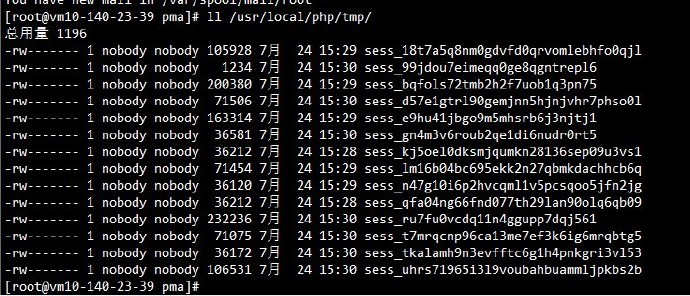 You have new mail in /var/spool/mail/root
[root@vm10-140-23-39 pma]# ll /usr/local/php/tmp/
总用量 1196
-rw------- 1 nobody nobody 105928 7月  24 15:29 sess_18t7a5q8nm0gdvfd0qrvomlebhfo0qjl
-rw------- 1 nobody nobody   1234 7月  24 15:30 sess_99jdou7eimeqq0ge8qgntrepl6
-rw------- 1 nobody nobody 200380 7月  24 15:29 sess_bqfols72tmb2h2f7uob1q3pn75
-rw------- 1 nobody nobody  71506 7月  24 15:30 sess_d57eigtrl90gemjnn5hjnjvhr7phso0l
-rw------- 1 nobody nobody 163314 7月  24 15:29 sess_e9hu41jbgo9m5mhsrb6j3njtj1
-rw------- 1 nobody nobody  36581 7月  24 15:30 sess_gn4m3v6roub2qe1di6nudr0rt5
-rw------- 1 nobody nobody  36212 7月  24 15:28 sess_kj5oel0dksmjqumkn28l36sep09u3vs1
-rw------- 1 nobody nobody  71454 7月  24 15:29 sess_lm16b04bc695ekk2n27qbmkdachhcb6q
-rw------- 1 nobody nobody  36120 7月  24 15:29 sess_n47g10i6p2hvcqml1v5pcsqoo5jfn2jg
-rw------- 1 nobody nobody  36212 7月  24 15:28 sess_qfa04ng66fnd077th29lan90olq6qb09
-rw------- 1 nobody nobody 232236 7月  24 15:30 sess_ru7fu0vcdq11n4ggupp7dqj561
-rw------- 1 nobody nobody  71075 7月  24 15:30 sess_t7mrqcnp96ca13me7ef3k6ig6mrqbtg5
-rw------- 1 nobody nobody  36172 7月  24 15:30 sess_tkalamh9n3evfftc6g1h4pnkgri3vl53
-rw------- 1 nobody nobody 106531 7月  24 15:29 sess_uhrs71965i3l9voubahbuammljpkbs2b
[root@vm10-140-23-39 pma]#